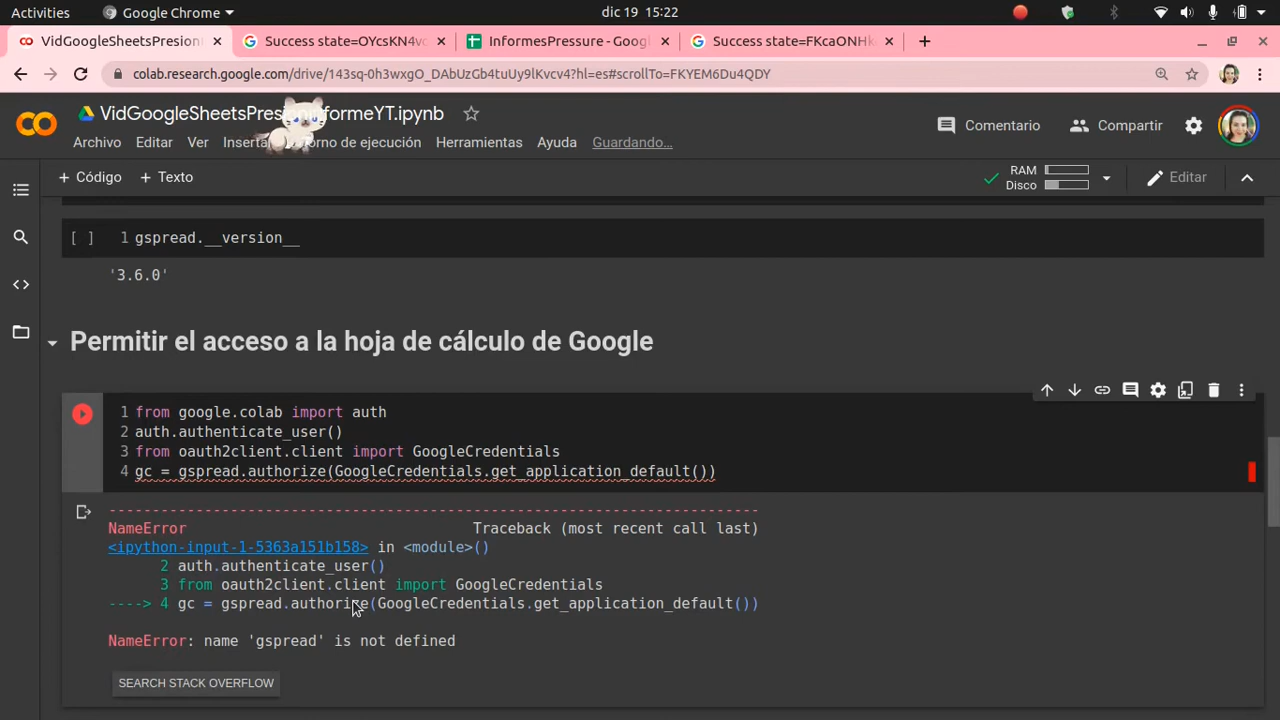 Activities
Google Chrome
dic 19 15:22
VidGoogleSheetsPresion
Success state=OYcsKN4v
InformesPressure - Googl
Success state=FKcaONHk
colab.research.google.com/drive/143sq-0h3wxgO_DAbUzGb4tuUy9lKvcv4?hl=es#scrollTo=FKYEM6Du4QDY
VidGoogleSheetsPresionInformeYT.ipynb
Archivo Editar Ver Inserta orno de ejecución Herramientas Ayuda Guardando...
Comentario
Compartir
+ Código + Texto
RAM
Disco
Editar
[ ] 1 gspread.__version__
'3.6.0'
Permitir el acceso a la hoja de cálculo de Google
1 from google.colab import auth
2 auth.authenticate_user()
3 from oauth2client.client import GoogleCredentials
4 gc = gspread.authorize(GoogleCredentials.get_application_default())
---------------------------------------------------------------------------
NameError Traceback (most recent call last)
<ipython-input-1-5363a151b158> in <module>()
2 auth.authenticate_user()
3 from oauth2client.client import GoogleCredentials
----> 4 gc = gspread.authorize(GoogleCredentials.get_application_default())
NameError: name 'gspread' is not defined
SEARCH STACK OVERFLOW